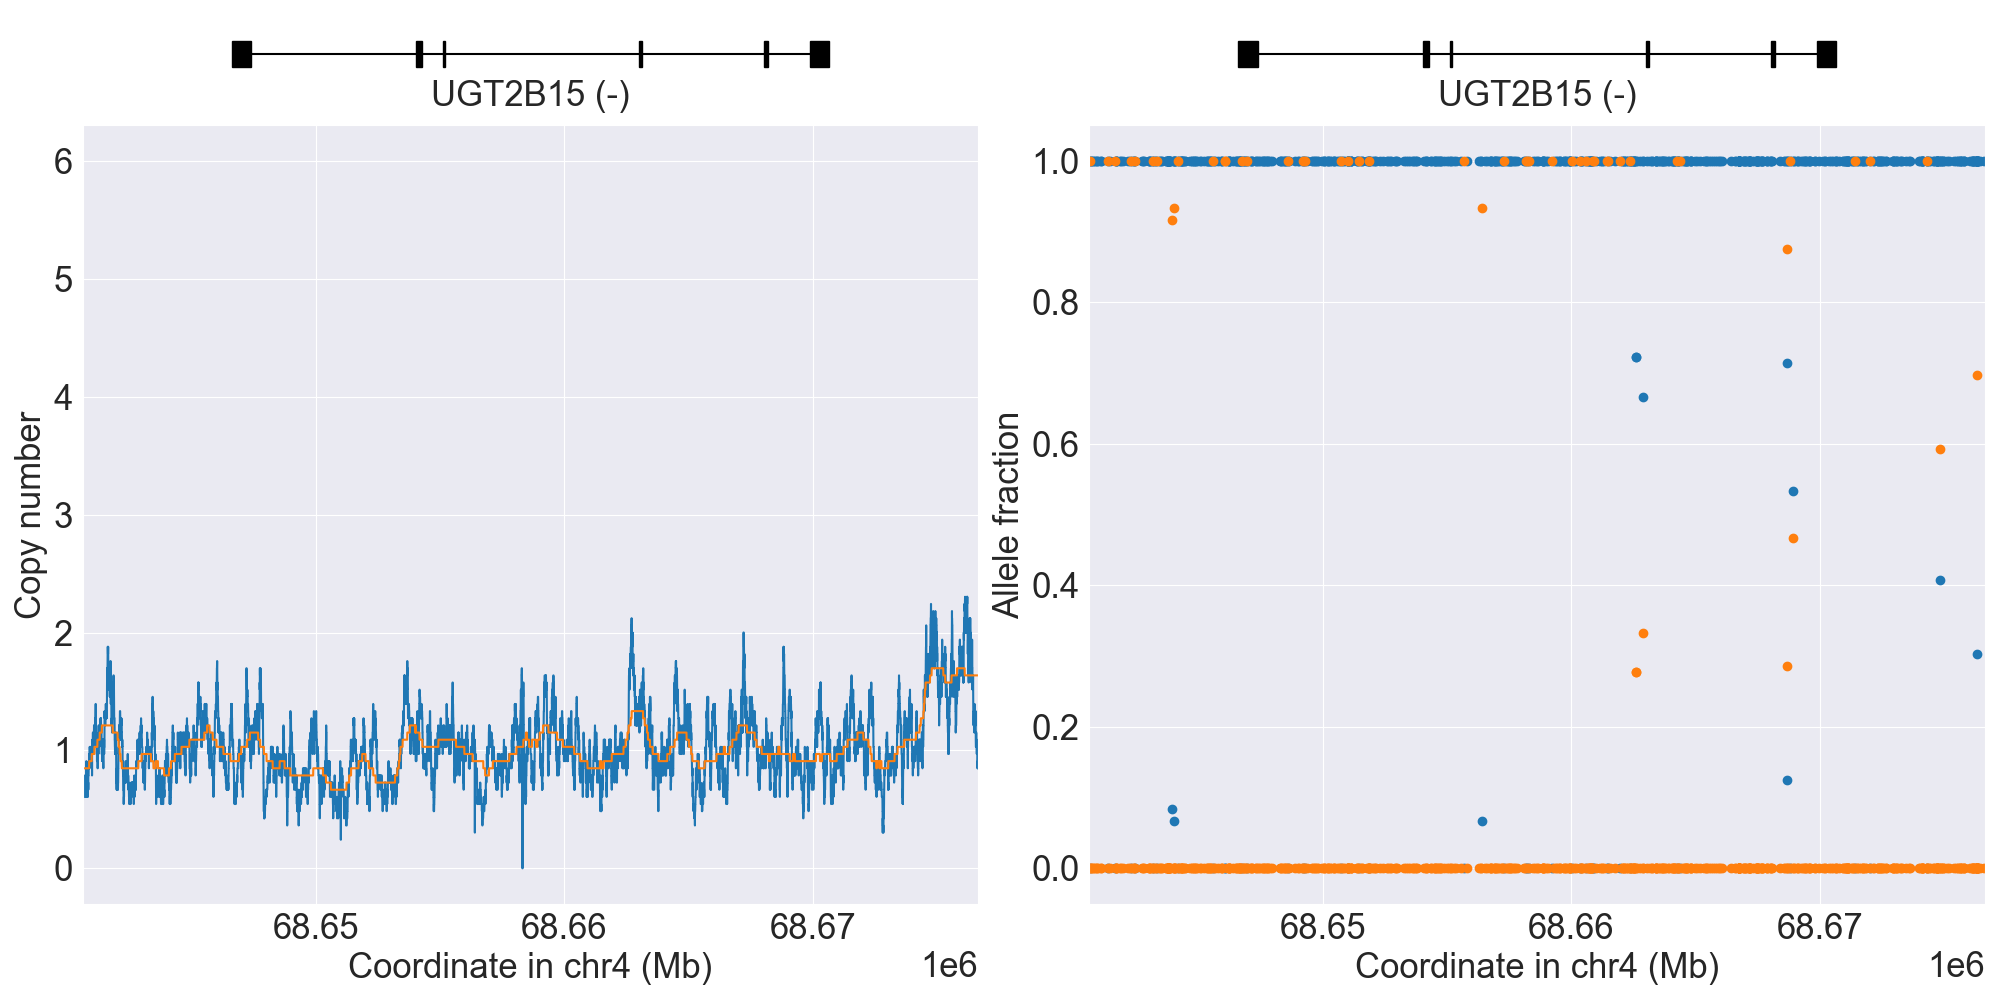 UGT2B15 (-)
6
5
4
3
2
1
0
Copy number
68.65
68.66
68.67
Coordinate in chr4 (Mb)
1e6
UGT2B15 (-)
1.0
0.8
0.6
0.4
0.2
0.0
Allele fraction
68.65
68.66
68.67
Coordinate in chr4 (Mb)
1e6